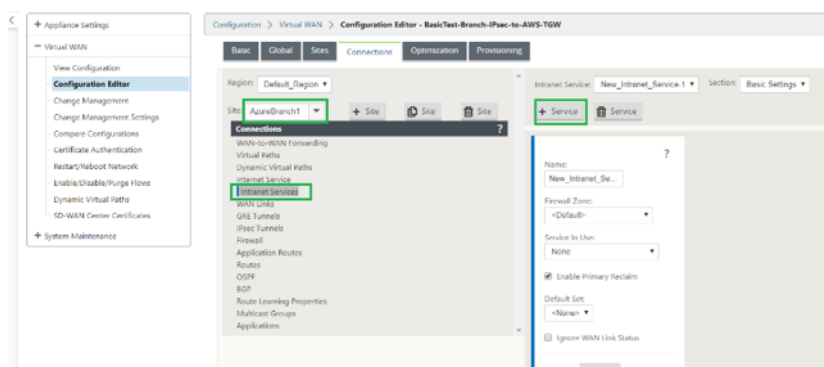 + Appliance Settings
− Virtual WAN
View Configuration
Configuration Editor
Change Management
Change Management Settings
Compare Configurations
Certificate Authentication
Restart/Reboot Network
Enable/Disable/Purge Flows
Dynamic Virtual Paths
SD-WAN Center Certificates
+ System Maintenance
Configuration > Virtual WAN > Configuration Editor - BasicTest-Branch-IPsec-to-AWS-TGW
Basic Global Sites Connections Optimization Provisioning
Region: Default_Region
Site: AzureBranch1 + Site Site Site
Connections ?
WAN-to-WAN Forwarding
Virtual Paths
Dynamic Virtual Paths
Internet Service
Intranet Services
WAN Links
GRE Tunnels
IPsec Tunnels
Firewall
Application Routes
Routes
OSPF
BGP
Route Learning Properties
Multicast Groups
Applications
Intranet Service: New_Intranet_Service-1 Section: Basic Settings
+ Service Service
?
Name:
New_Intranet_Se...
Firewall Zone:
<Default>
Service In Use:
None
Enable Primary Reclaim
Default Set:
<None>
Ignore WAN Link Status